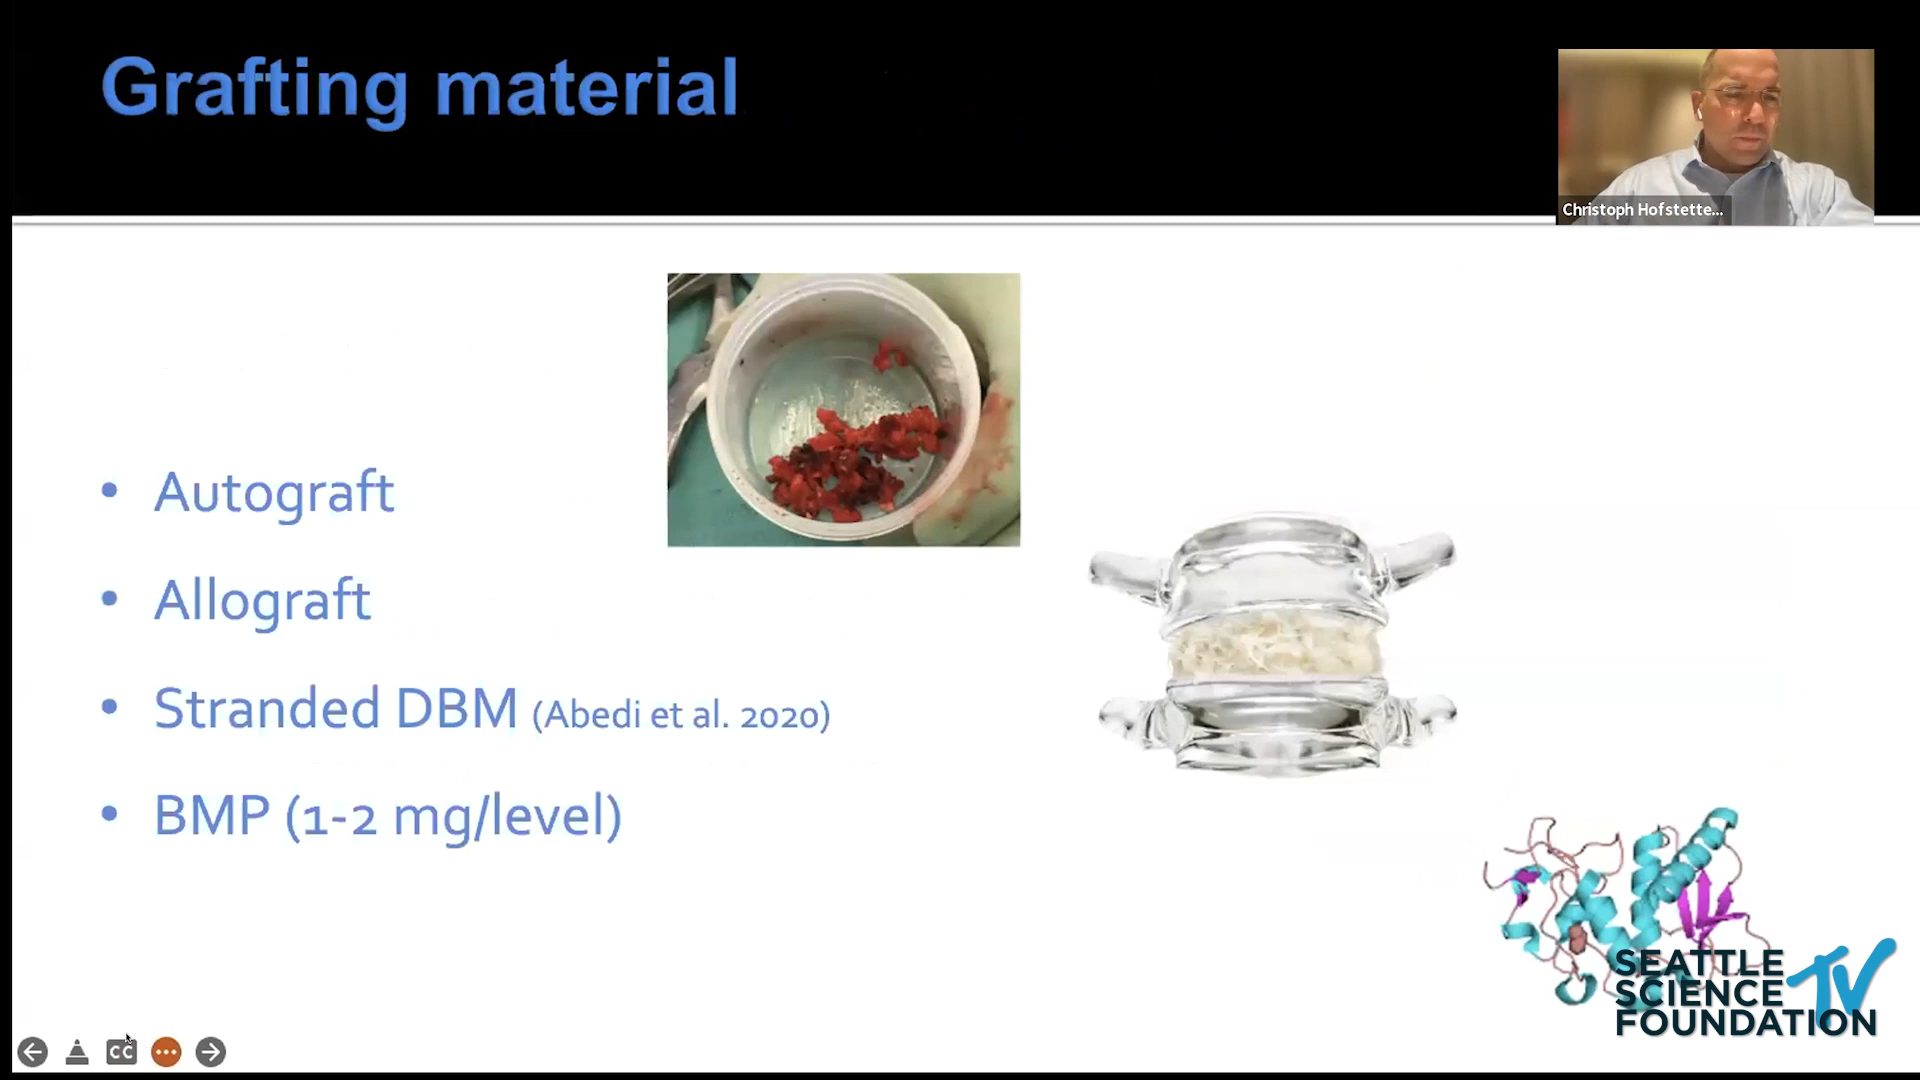 Grafting material
Christoph Hofstette...
• Autograft
• Allograft
• Stranded DBM (Abedi et al. 2020)
• BMP (1-2 mg/level)
SEATTLE
SCIENCE
FOUNDATION
TV
CC